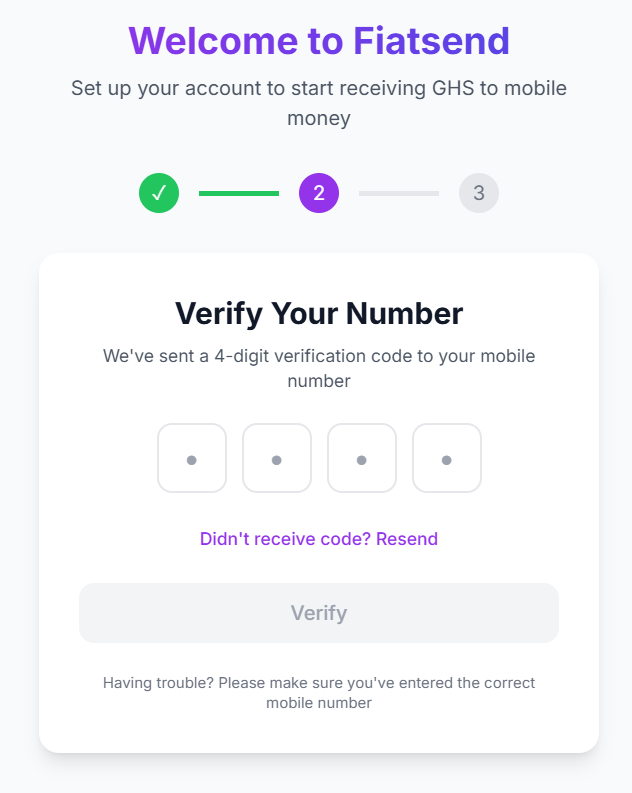 Welcome to Fiatsend
Set up your account to start receiving GHS to mobile
money
✓ 2 3
Verify Your Number
We've sent a 4-digit verification code to your mobile
number
Didn't receive code? Resend
Verify
Having trouble? Please make sure you've entered the correct
mobile number